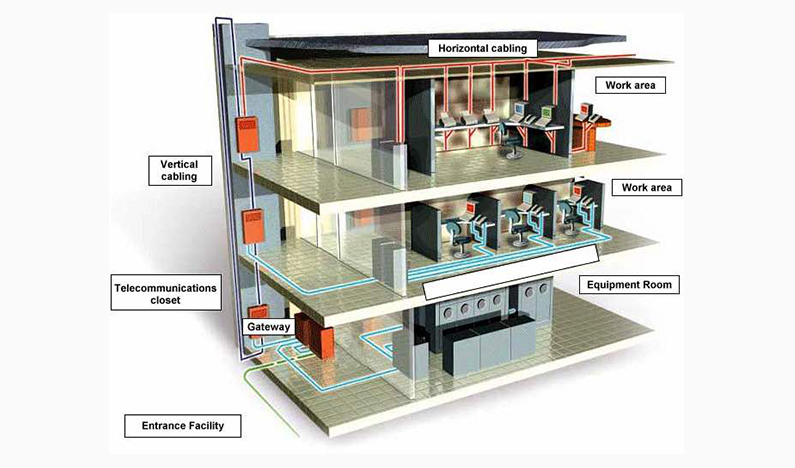 Horizontal cabling
Work area
Vertical
cabling
Work area
Telecommunications
closet
Equipment Room
Gateway
Entrance Facility